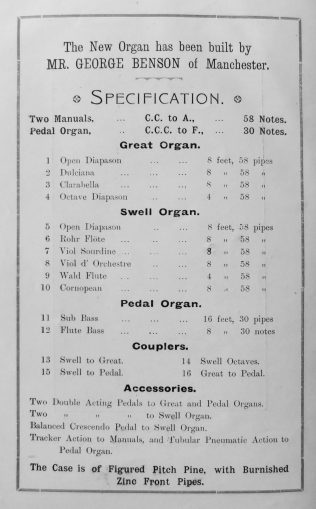 The New Organ has been built by
MR. GEORGE BENSON of Manchester.
SPECIFICATION.
Two Manuals, ... C.C. to A., ... 58 Notes.
Pedal Organ, .. C.C.C. to F., ... 30 Notes.
Great Organ.
1 Open Diapason ... ... 8 feet, 58 pipes
2 Dulciana ... ... ... 8 „ 58 „
3 Clarabella ... ... ... 8 „ 58 „
4 Octave Diapason ... ... 4 „ 58 „
Swell Organ.
5 Open Diapason .. ... 8 feet, 58 pipes
6 Rohr Flöte ... ... ... 8 „ 58 „
7 Viol Sourdine .. ... ... 8 „ 58 „
8 Viol d' Orchestre ... ... 8 „ 58 „
9 Wald Flute ... ... ... 4 „ 58 „
10 Cornopean ... ... ... 8 „ 58 „
Pedal Organ.
11 Sub Bass ... ... 16 feet, 30 pipes
12 Flute Bass ... ... ... 8 „ 30 notes
Couplers.
13 Swell to Great. 14 Swell Octaves.
15 Swell to Pedal. 16 Great to Pedal.
Accessories.
Two Double Acting Pedals to Great and Pedal Organs.
Two „ „ „ to Swell Organ.
Balanced Crescendo Pedal to Swell Organ.
Tracker Action to Manuals, and Tubular Pneumatic Action to
Pedal Organ.
The Case is of Figured Pitch Pine, with Burnished
Zinc Front Pipes.